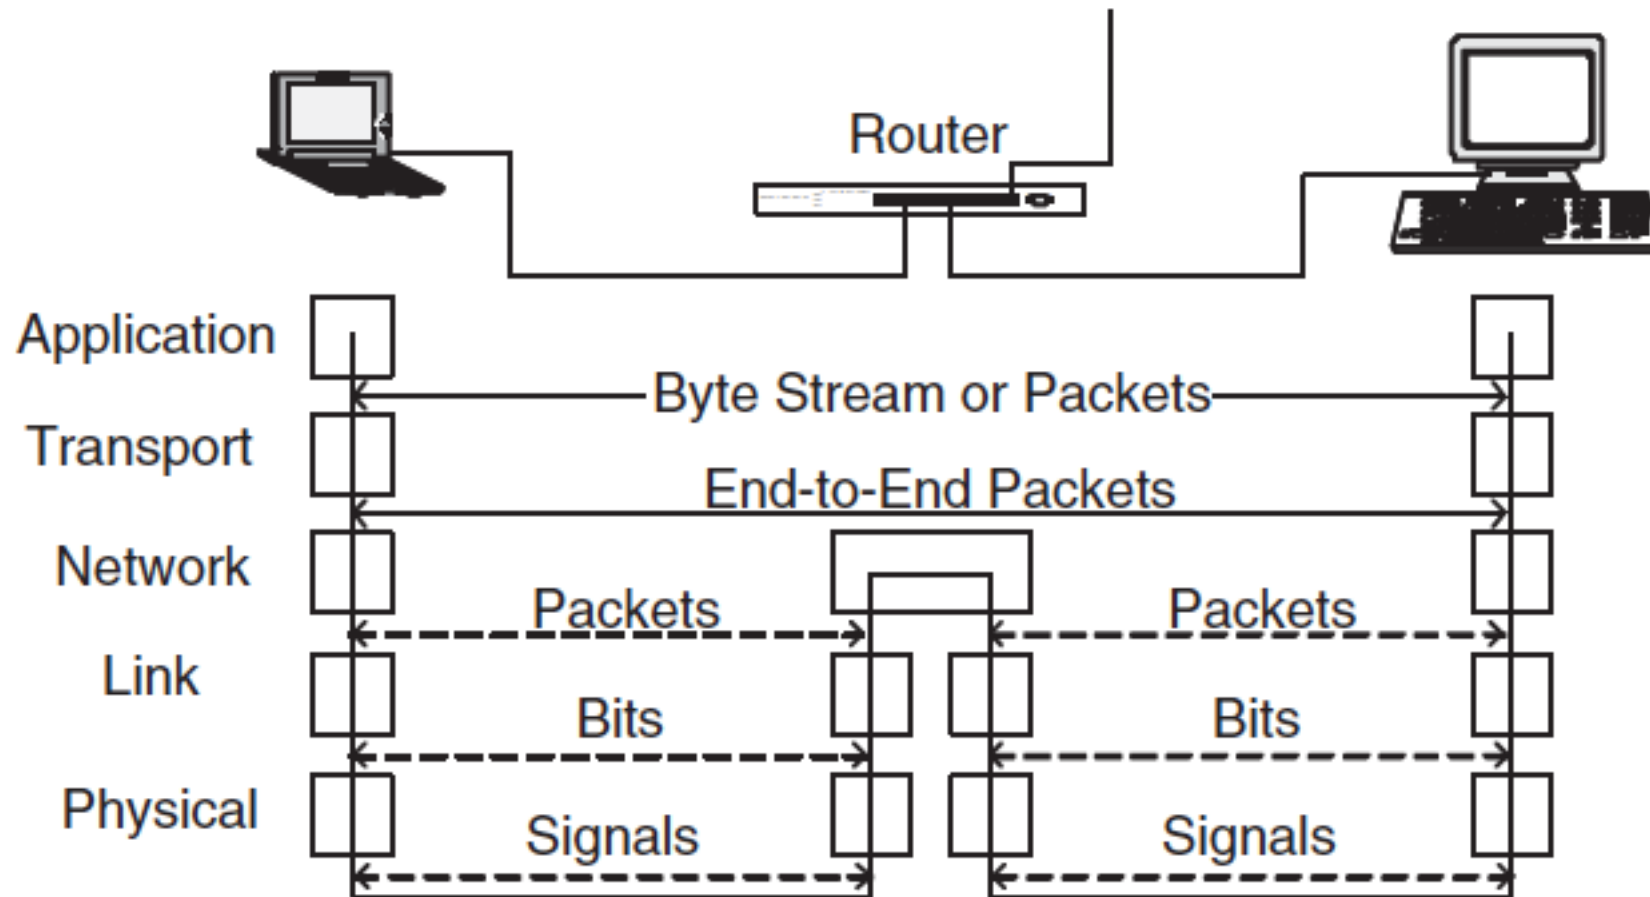 Router
Application
Byte Stream or Packets
Transport
End-to-End Packets
Network
Packets Packets
Link
Bits Bits
Physical
Signals Signals